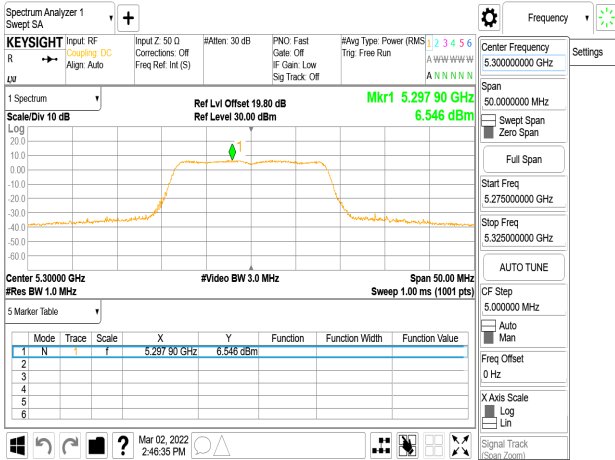 Spectrum Analyzer 1
Swept SA
Frequency
KEYSIGHT
R
LXI
Input: RF
Coupling: DC
Align: Auto
Input Z: 50 Ω
Corrections: Off
Freq Ref: Int (S)
#Atten: 30 dB
PNO: Fast
Gate: Off
IF Gain: Low
Sig Track: Off
#Avg Type: Power (RMS
Trig: Free Run
1 2 3 4 5 6
A W W W W W
A N N N N N
1 Spectrum
Scale/Div 10 dB
Log
Ref Lvl Offset 19.80 dB
Ref Level 30.00 dBm
Mkr1 5.297 90 GHz
6.546 dBm
1
20.0
10.0
0.00
-10.0
-20.0
-30.0
-40.0
-50.0
-60.0
Center 5.30000 GHz
#Video BW 3.0 MHz
Span 50.00 MHz
#Res BW 1.0 MHz
Sweep 1.00 ms (1001 pts)
5 Marker Table
Mode Trace Scale X Y Function Function Width Function Value
1 N 1 f 5.297 90 GHz 6.546 dBm
2
3
4
5
6
?
Mar 02, 2022
2:46:35 PM
Center Frequency
5.300000000 GHz
Settings
Span
50.0000000 MHz
Swept Span
Zero Span
Full Span
Start Freq
5.275000000 GHz
Stop Freq
5.325000000 GHz
AUTO TUNE
CF Step
5.000000 MHz
Auto
Man
Freq Offset
0 Hz
X Axis Scale
Log
Lin
Signal Track
(Span Zoom)